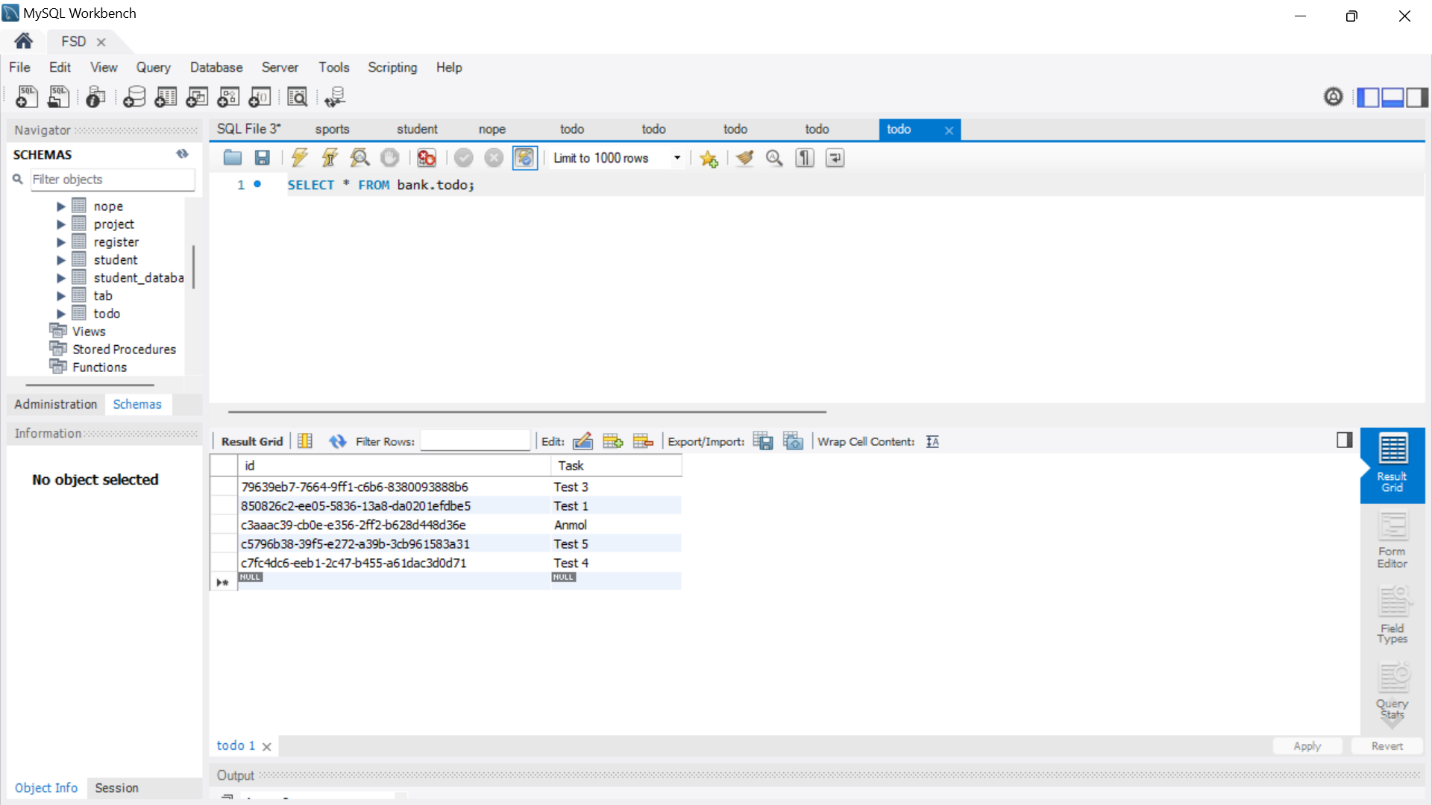 MySQL Workbench
FSD
File Edit View Query Database Server Tools Scripting Help
Navigator
SCHEMAS
Filter objects
nope
project
register
student
student_databa
tab
todo
Views
Stored Procedures
Functions
Administration Schemas
Information
No object selected
Object Info Session
SQL File 3* sports student nope todo todo todo todo todo
Limit to 1000 rows
1 SELECT * FROM bank.todo;
Result Grid Filter Rows: Edit: Export/Import: Wrap Cell Content:
id Task
79639eb7-7664-9ff1-c6b6-8380093888b6 Test 3
850826c2-ee05-5836-13a8-da0201efdbe5 Test 1
c3aaac39-cb0e-e356-2ff2-b628d448d36e Anmol
c5796b38-39f5-e272-a39b-3cb961583a31 Test 5
c7fc4dc6-eeb1-2c47-b455-a61dac3d0d71 Test 4
NULL NULL
Result
Grid
Form
Editor
Field
Types
Query
Stats
todo 1
Apply Revert
Output